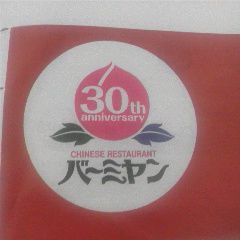 30th
anniversary
CHINESE RESTAURANT
バーミヤン